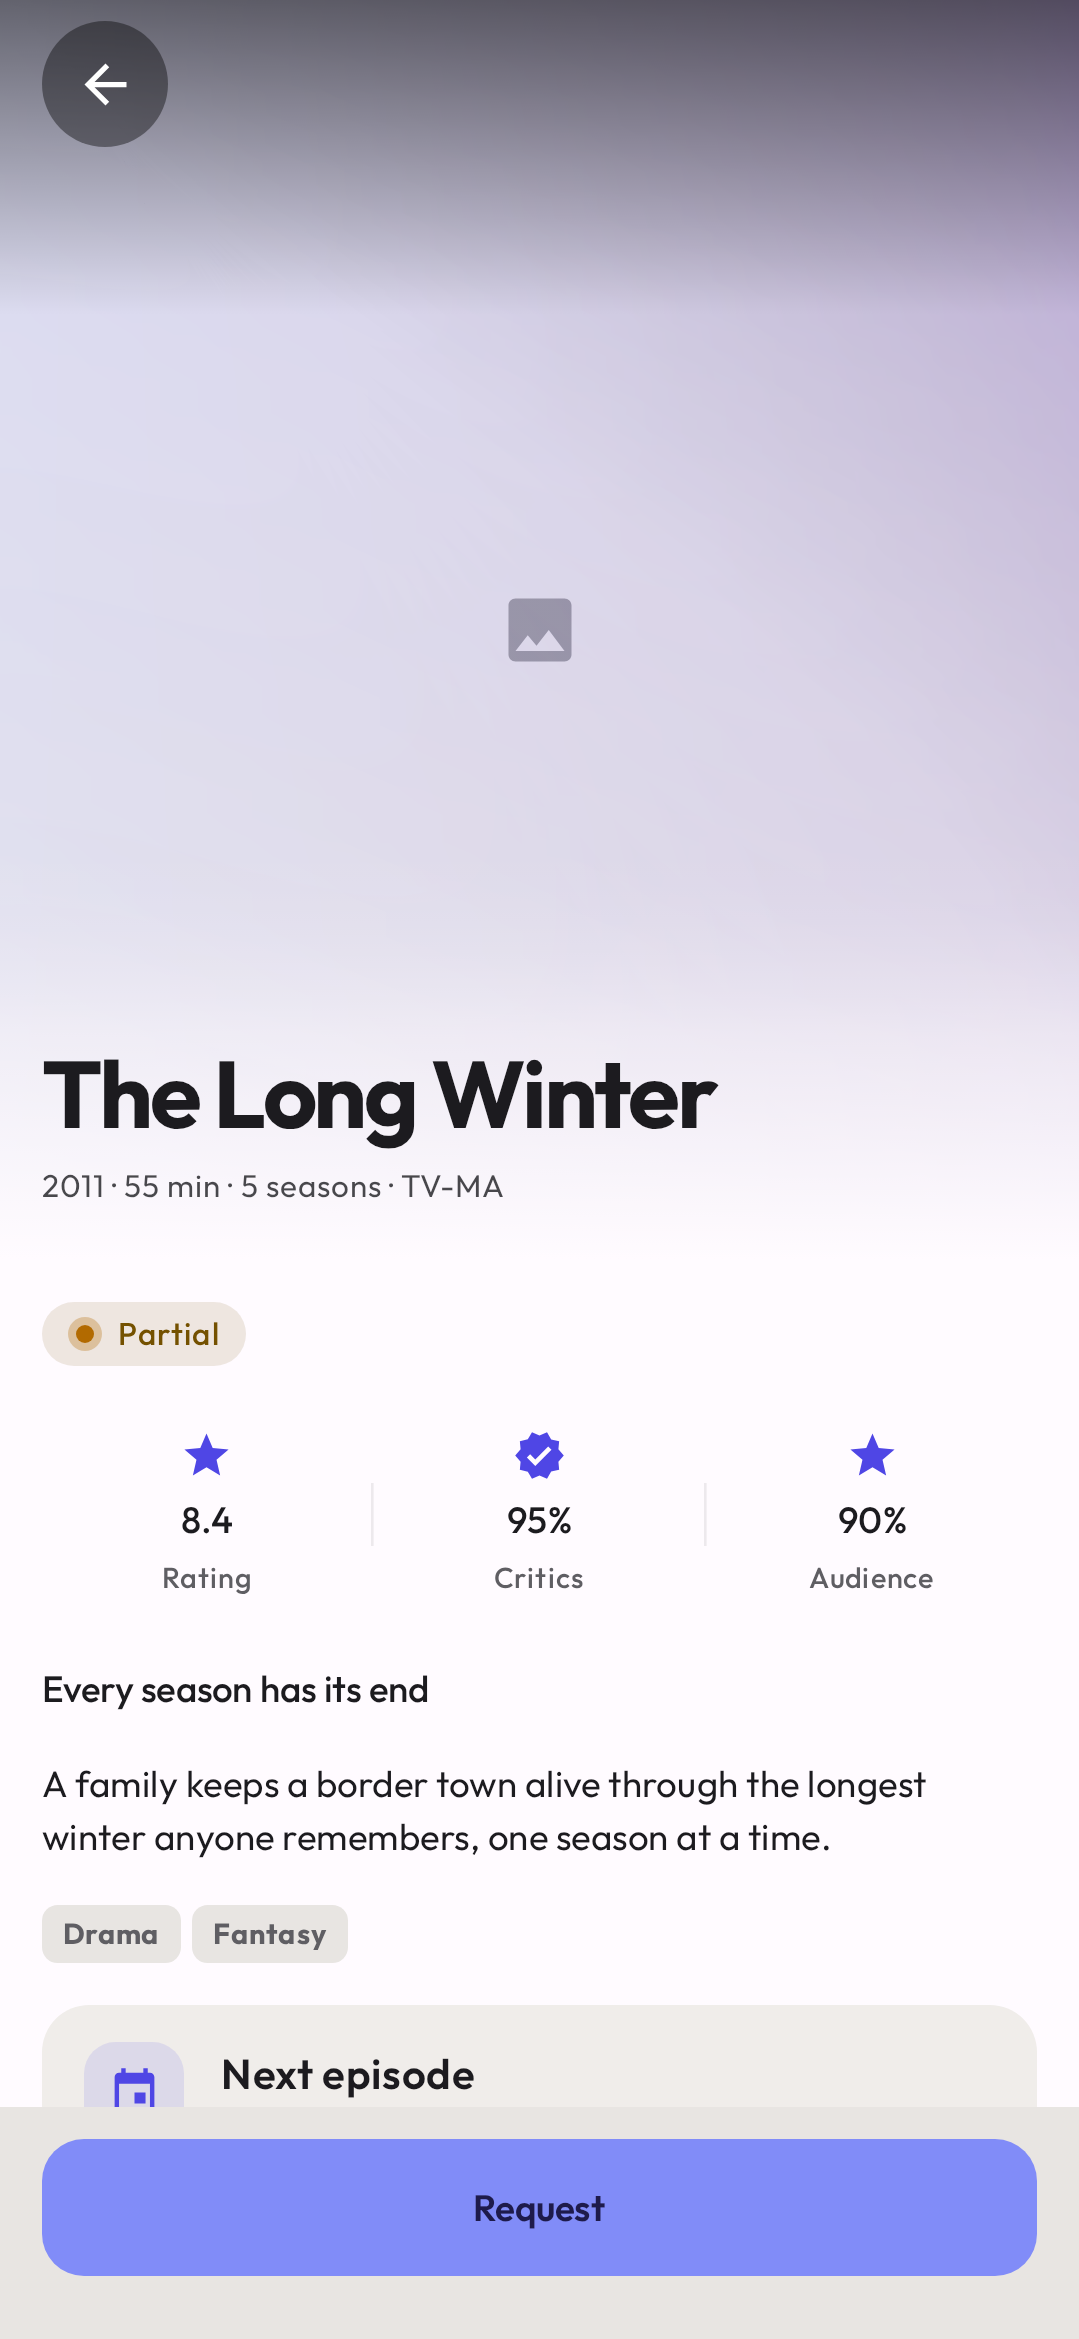 The Long Winter
2011 · 55 min · 5 seasons · TV-MA
Partial
8.4
Rating
95%
Critics
90%
Audience
Every season has its end
A family keeps a border town alive through the longest
winter anyone remembers, one season at a time.
Drama
Fantasy
Next episode
Request